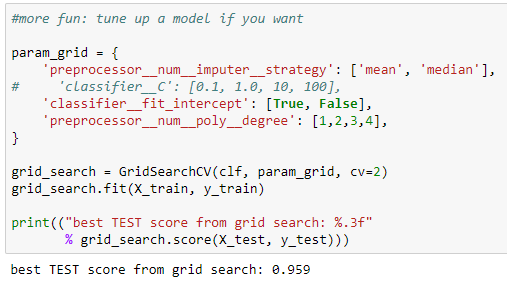 #more fun: tune up a model if you want
param_grid = {
    'preprocessor__num__imputer__strategy': ['mean', 'median'],
#     'classifier__C': [0.1, 1.0, 10, 100],
    'classifier__fit_intercept': [True, False],
    'preprocessor__num__poly__degree': [1,2,3,4],
}
grid_search = GridSearchCV(clf, param_grid, cv=2)
grid_search.fit(X_train, y_train)
print(("best TEST score from grid search: %.3f"
       % grid_search.score(X_test, y_test)))
best TEST score from grid search: 0.959